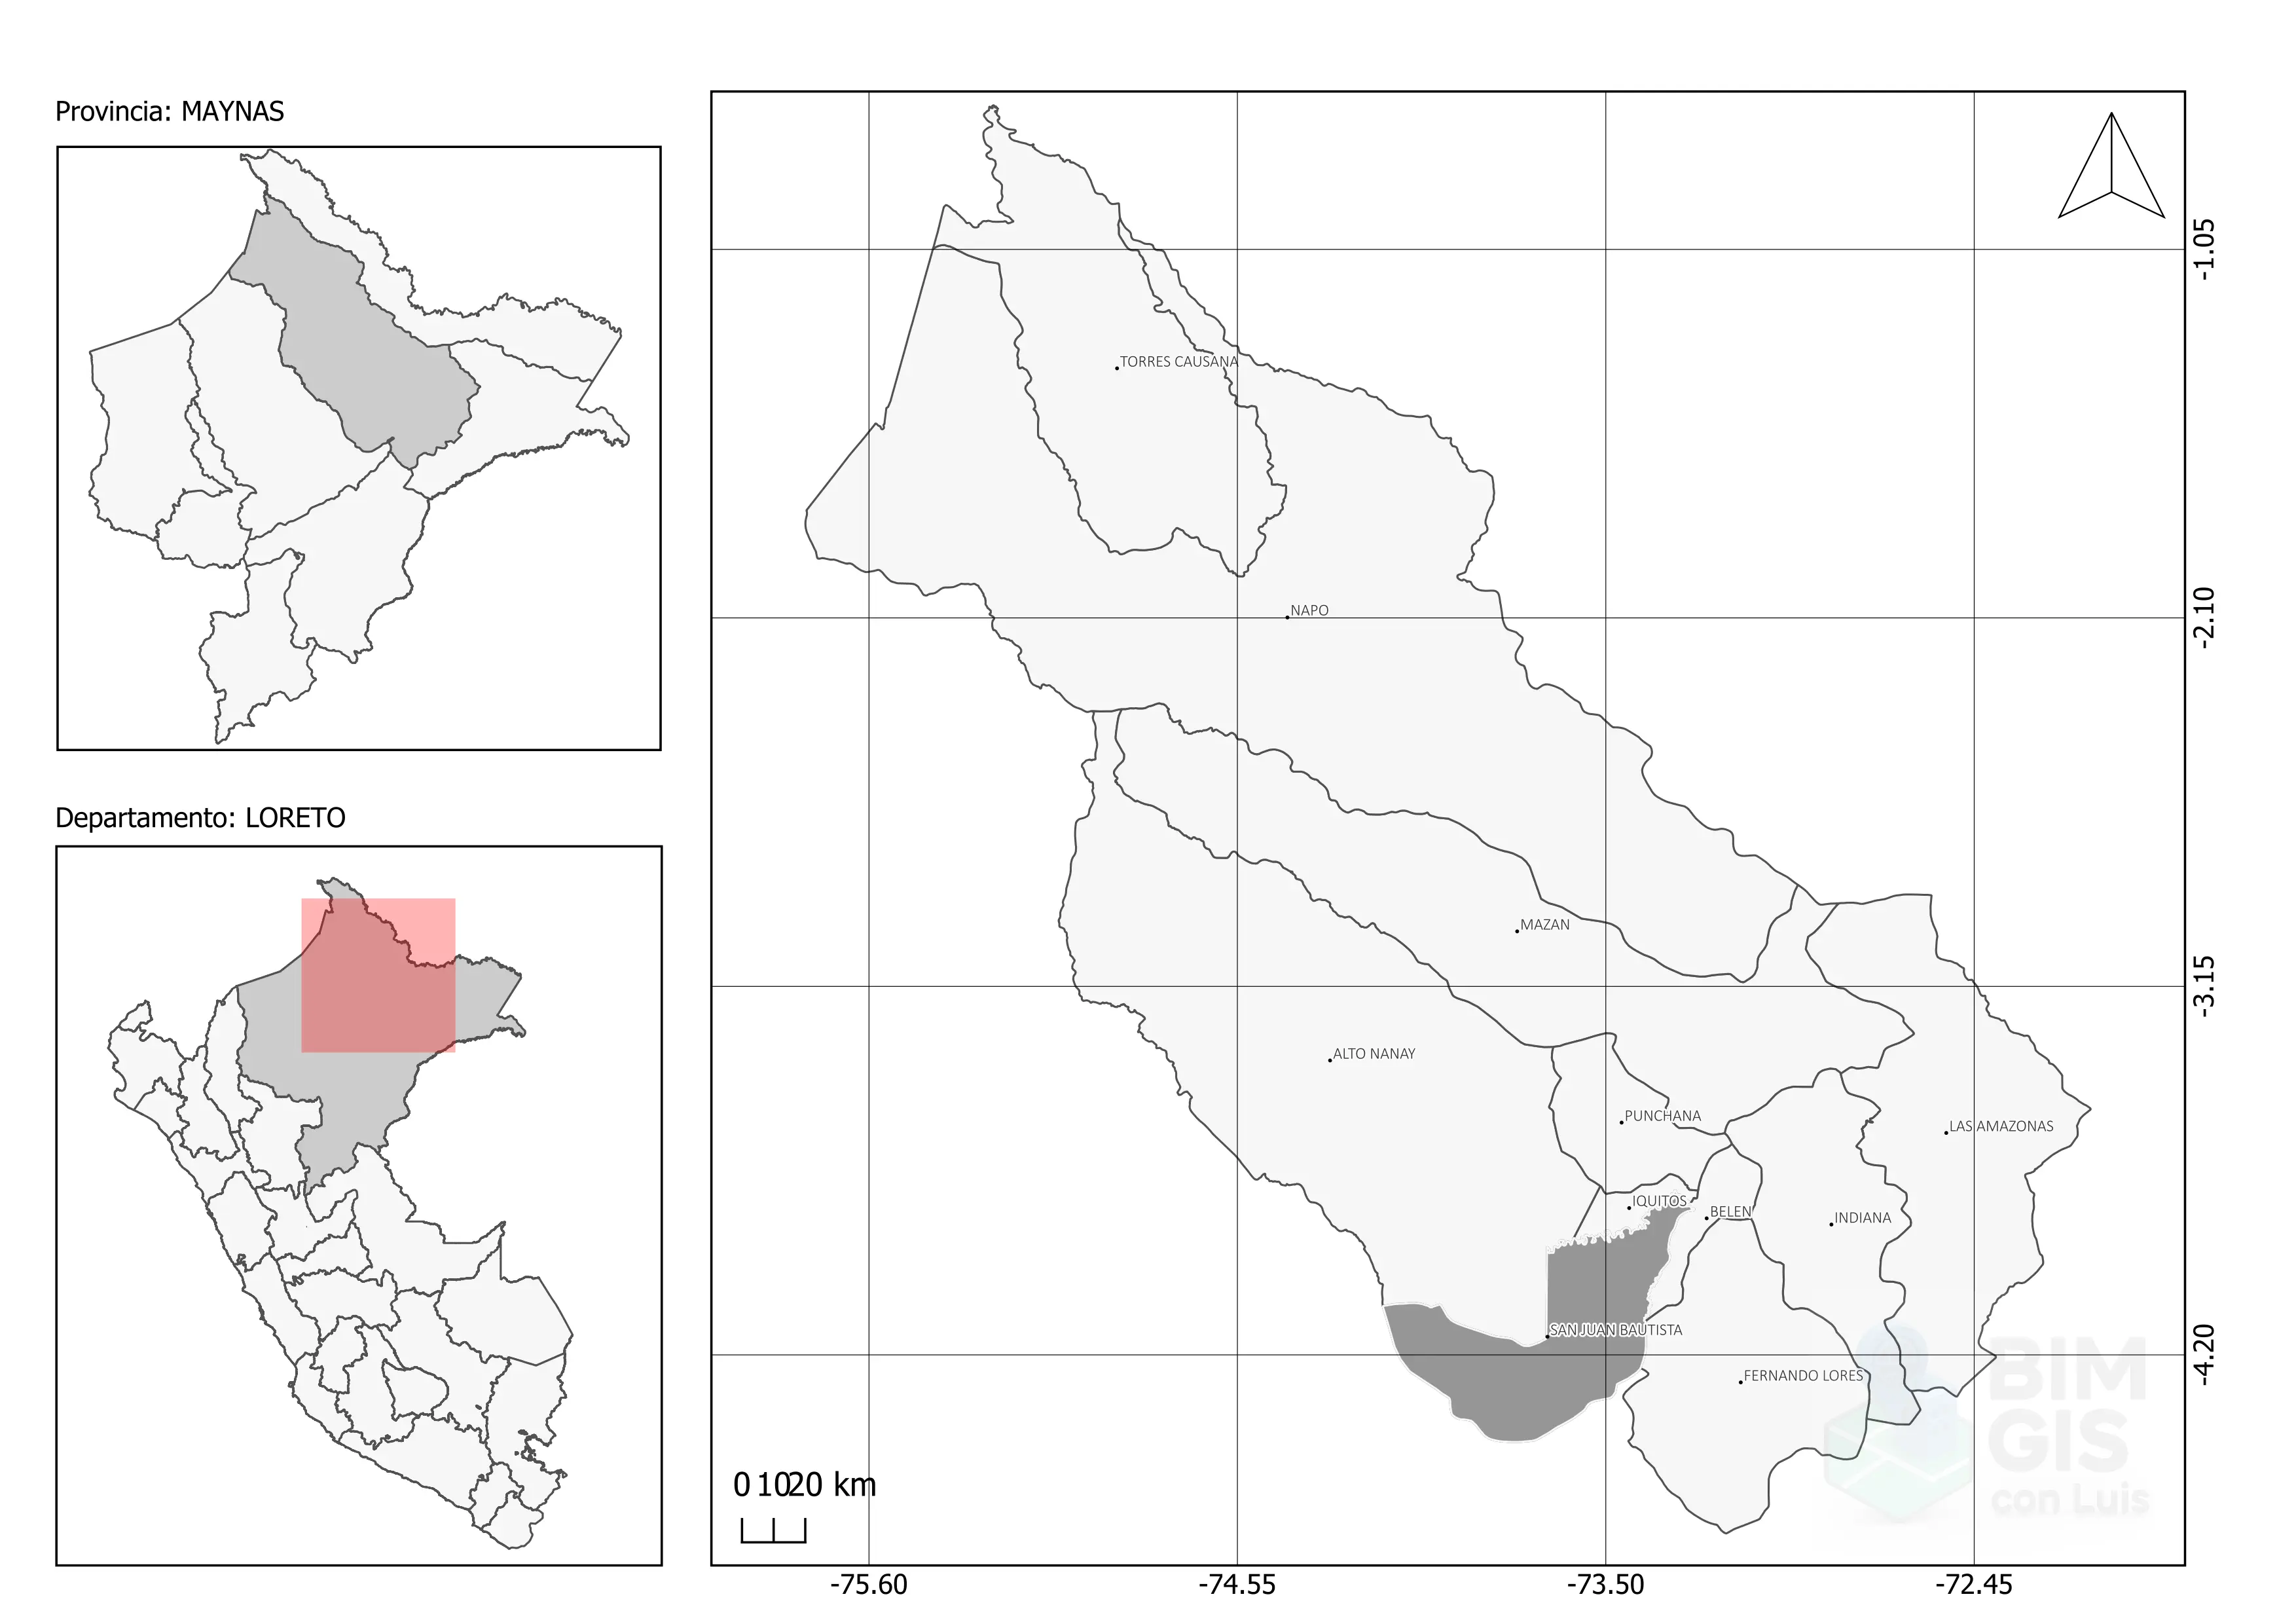 Provincia: MAYNAS
Departamento: LORETO
TORRES CAUSANA
NAPO
MAZAN
ALTO NANAY
PUNCHANA
LAS AMAZONAS
IQUITOS
BELEN
INDIANA
SAN JUAN BAUTISTA
FERNANDO LORES
-1.05
-2.10
-3.15
-4.20
0 10 20 km
-75.60
-74.55
-73.50
-72.45
BIM
GIS
con Luis